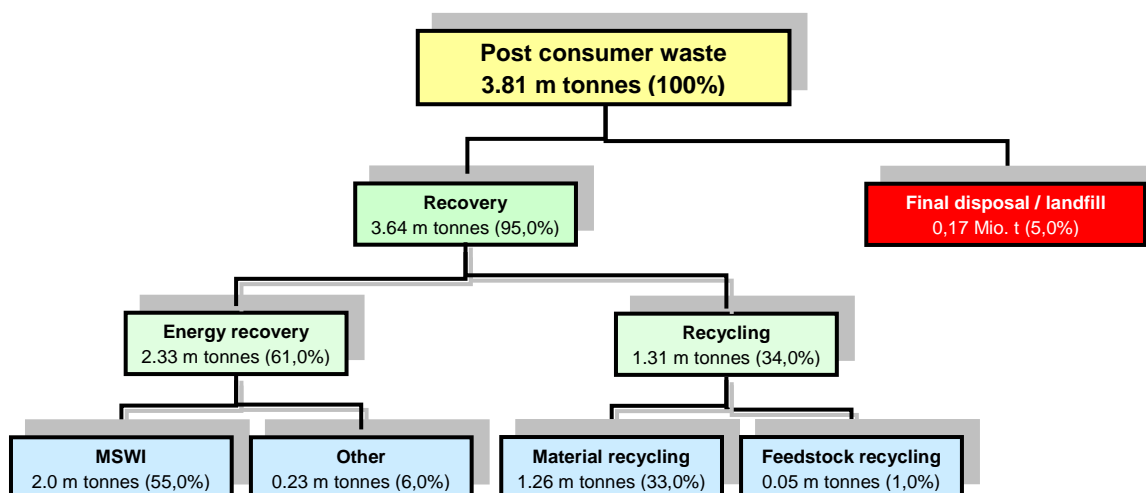 Post consumer waste
3.81 m tonnes (100%)
Recovery
3.64 m tonnes (95,0%)
Final disposal / landfill
0,17 Mio. t (5,0%)
Energy recovery
2.33 m tonnes (61,0%)
Recycling
1.31 m tonnes (34,0%)
MSWI
2.0 m tonnes (55,0%)
Other
0.23 m tonnes (6,0%)
Material recycling
1.26 m tonnes (33,0%)
Feedstock recycling
0.05 m tonnes (1,0%)